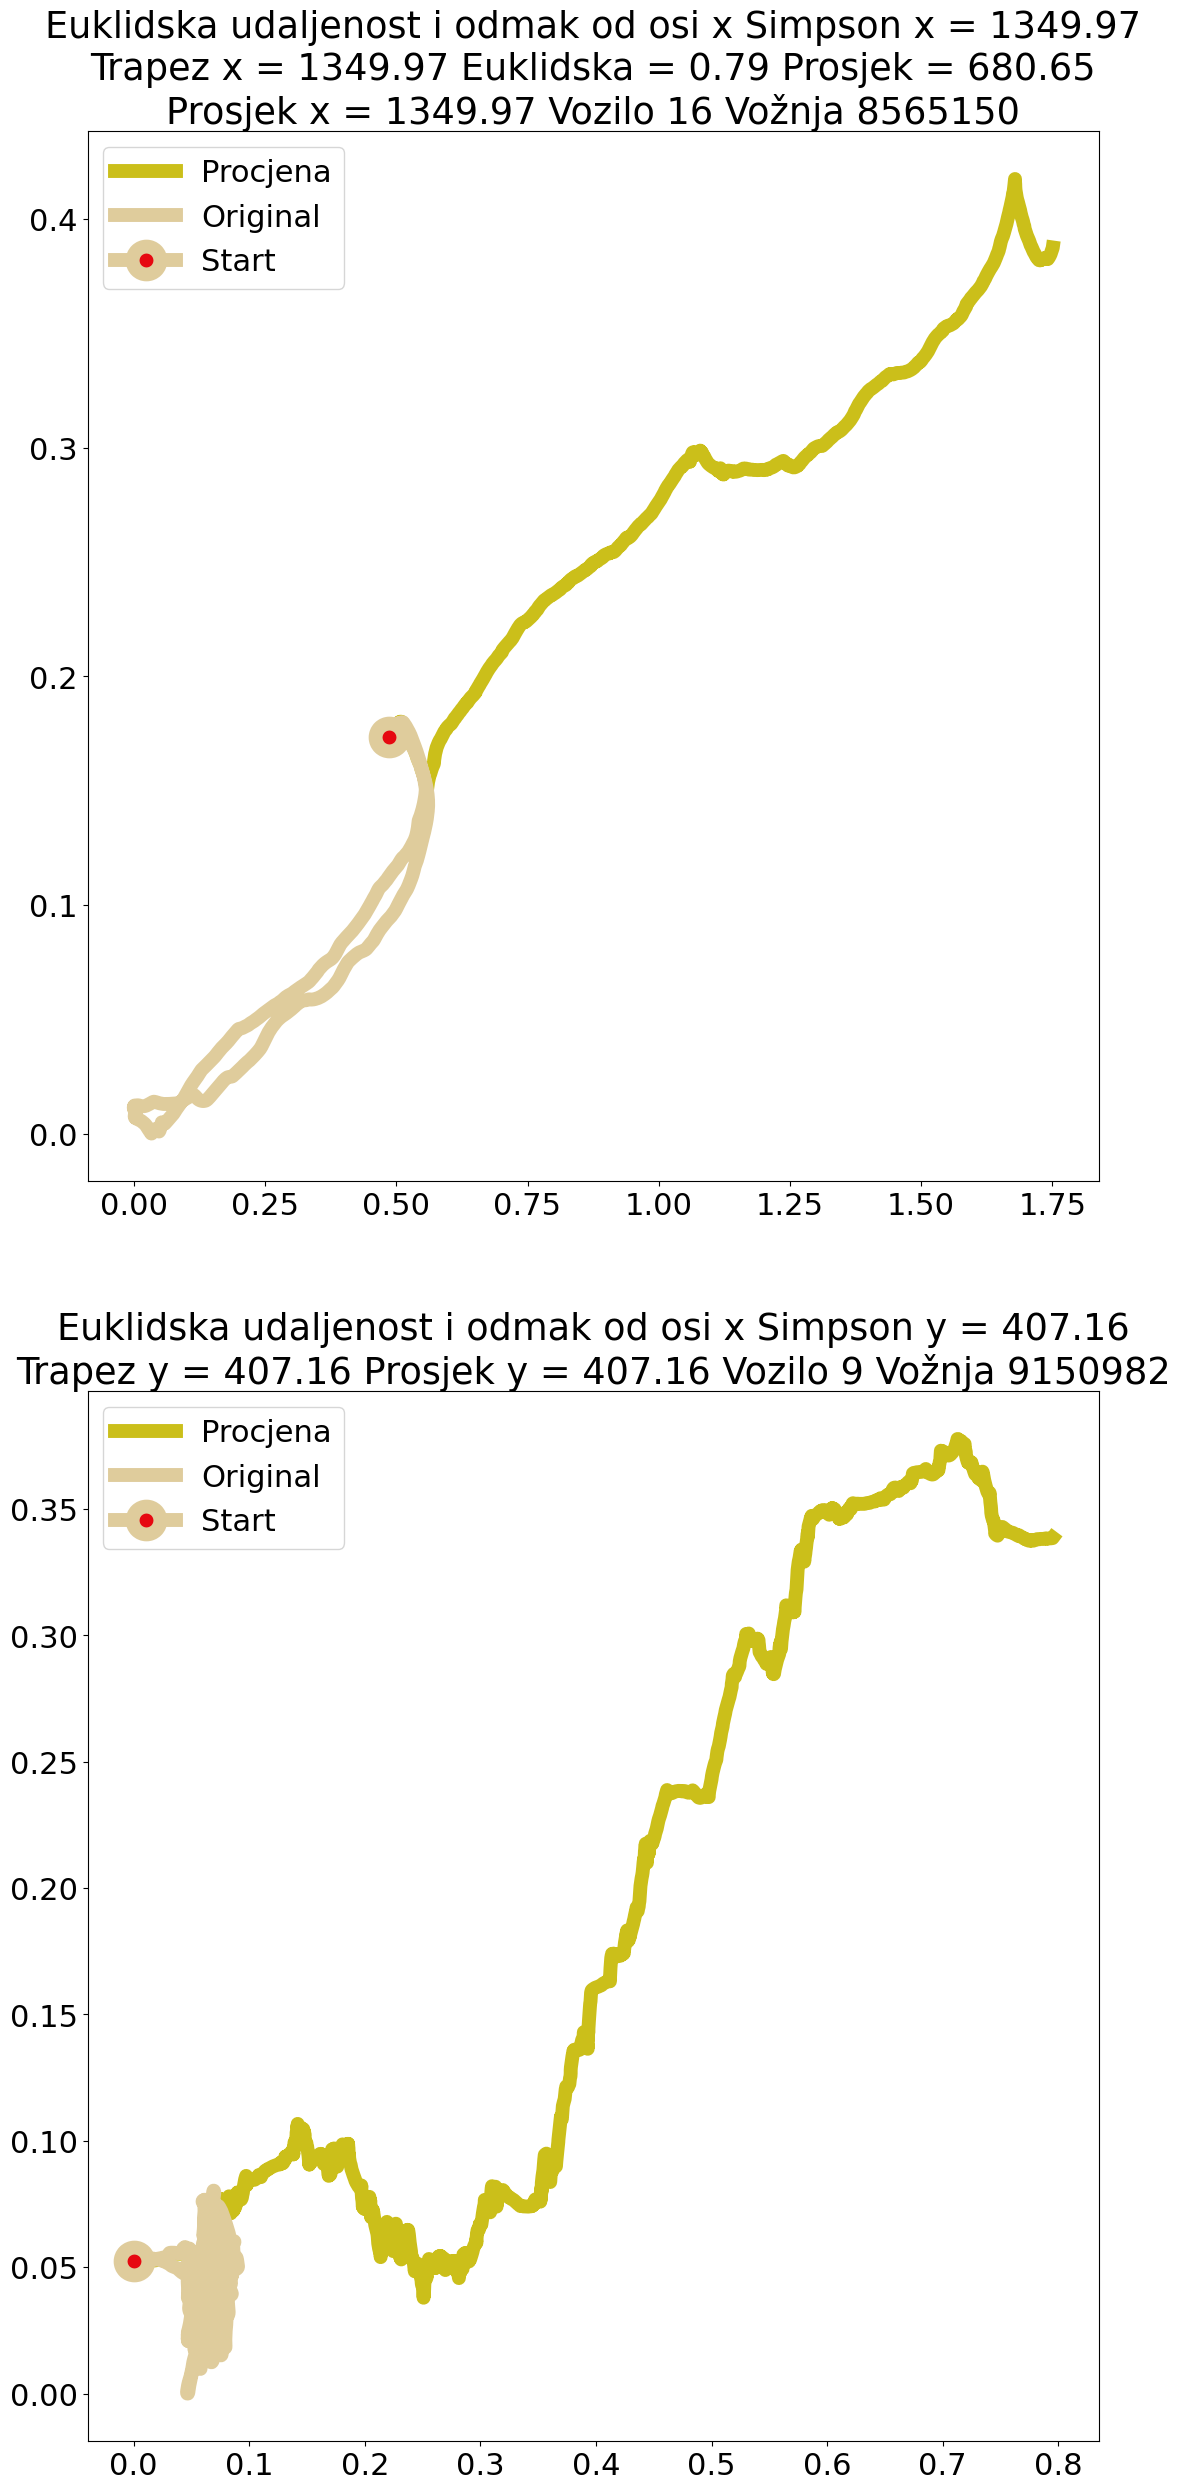 Euklidska udaljenost i odmak od osi x Simpson x = 1349.97
Trapez x = 1349.97 Euklidska = 0.79 Prosjek = 680.65
Prosjek x = 1349.97 Vozilo 16 Vožnja 8565150
Procjena
Original
Start
0.4
0.3
0.2
0.1
0.0
0.00 0.25 0.50 0.75 1.00 1.25 1.50 1.75
Euklidska udaljenost i odmak od osi x Simpson y = 407.16
Trapez y = 407.16 Prosjek y = 407.16 Vozilo 9 Vožnja 9150982
Procjena
Original
Start
0.35
0.30
0.25
0.20
0.15
0.10
0.05
0.00
0.0 0.1 0.2 0.3 0.4 0.5 0.6 0.7 0.8